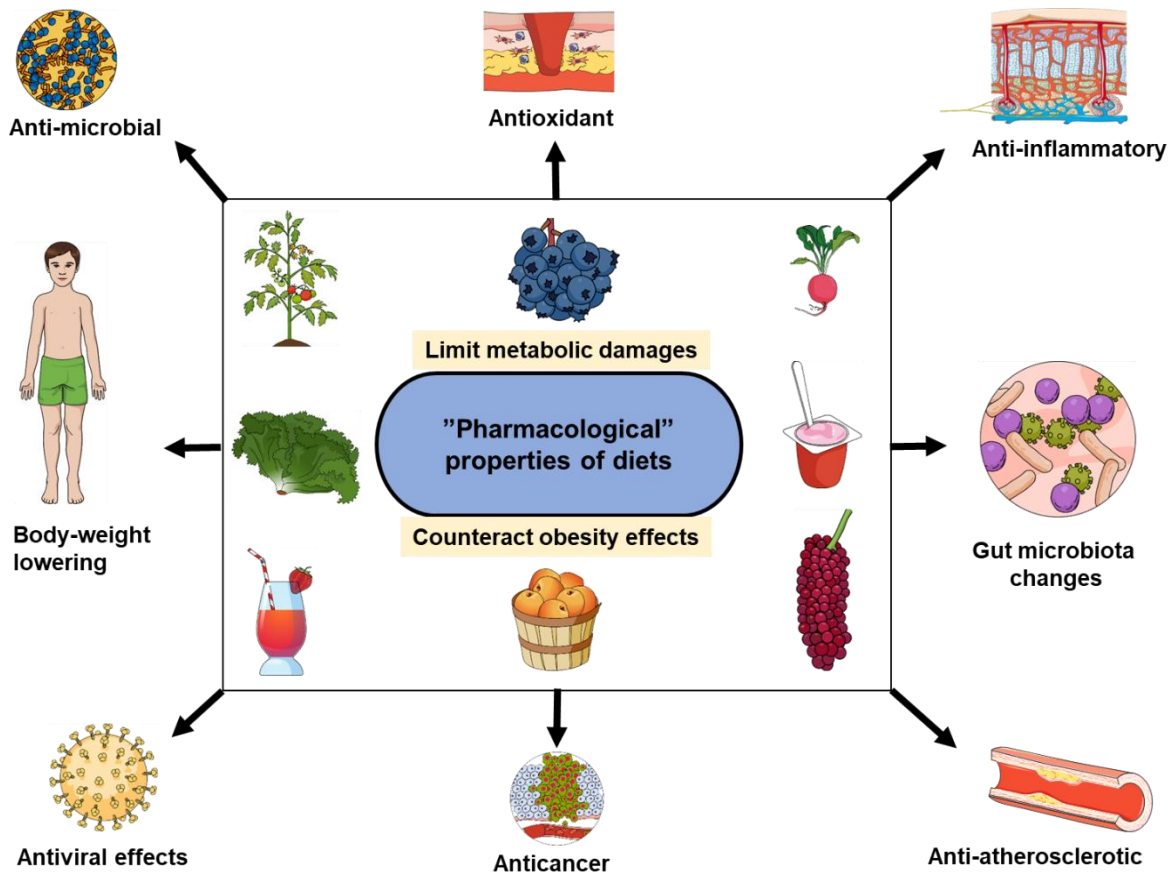 Anti-microbial
Antioxidant
Anti-inflammatory
Limit metabolic damages
”Pharmacological”
properties of diets
Counteract obesity effects
Body-weight
lowering
Gut microbiota
changes
Antiviral effects
Anticancer
Anti-atherosclerotic